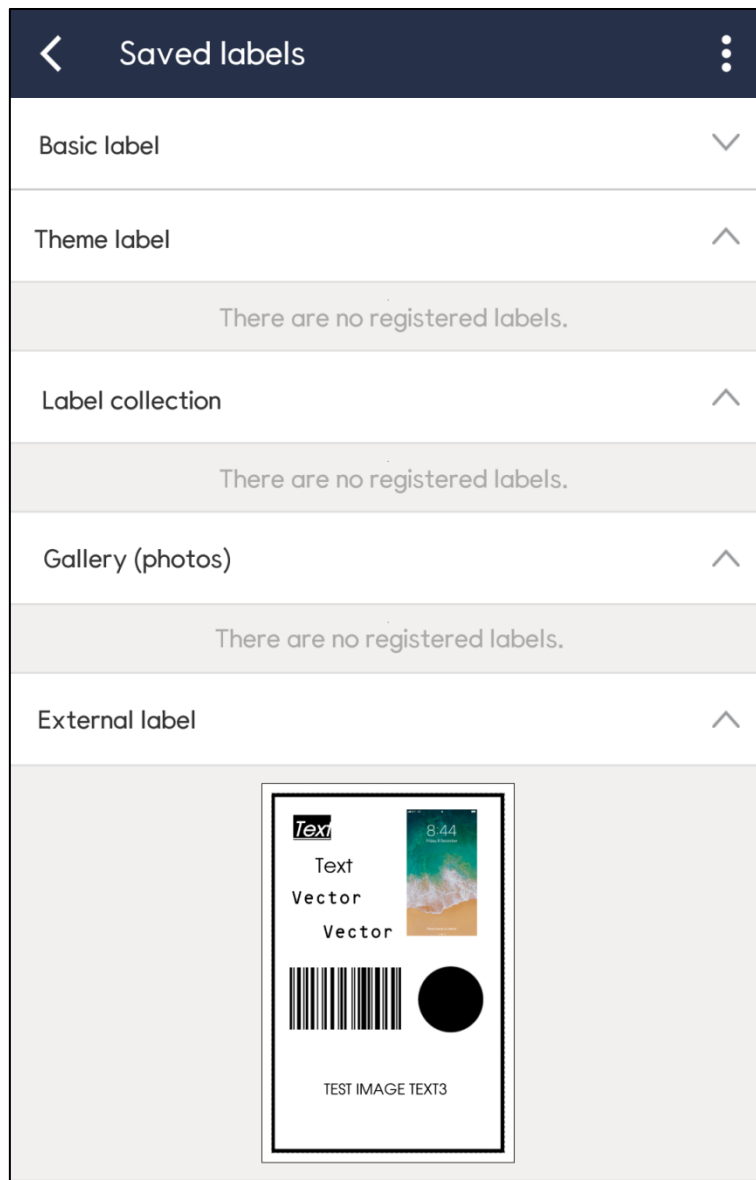 Saved labels
Basic label
Theme label
There are no registered labels.
Label collection
There are no registered labels.
Gallery (photos)
There are no registered labels.
External label
Text
8:44
Text
Vector
Vector
TEST IMAGE TEXT3